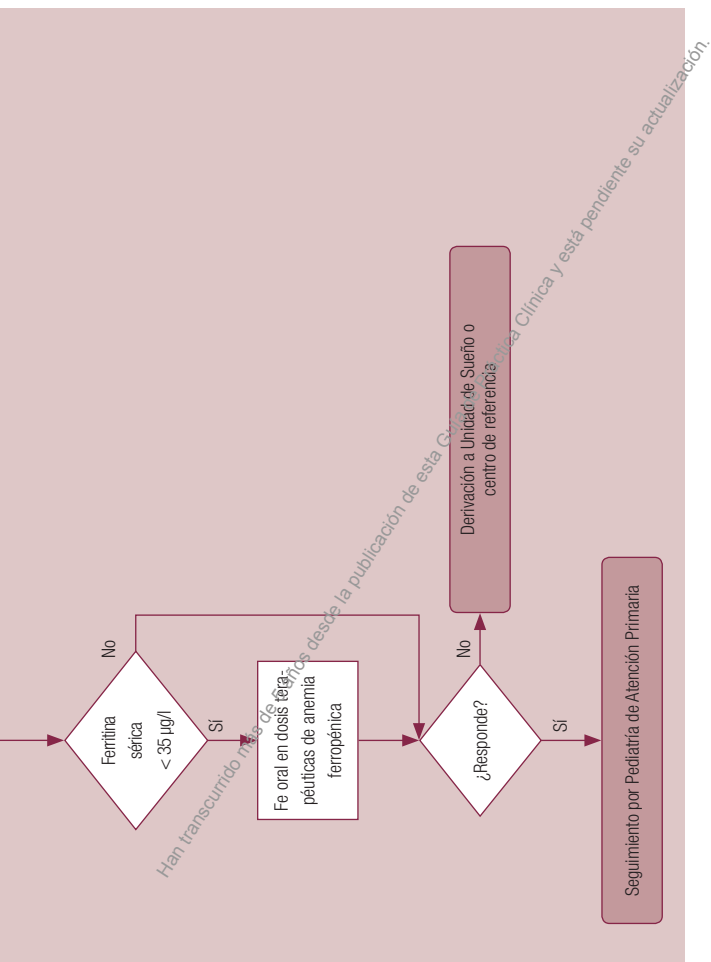 Ferritina
sérica
< 35 µg/l
No
Sí
Fe oral en dosis tera-
péuticas de anemia
ferropénica
¿Responde?
No
Sí
Derivación a Unidad de Sueño o
centro de referencia
Seguimiento por Pediatría de Atención Primaria
Han transcurrido más de 5 años desde la publicación de esta Guía de Práctica Clínica y está pendiente su actualización.